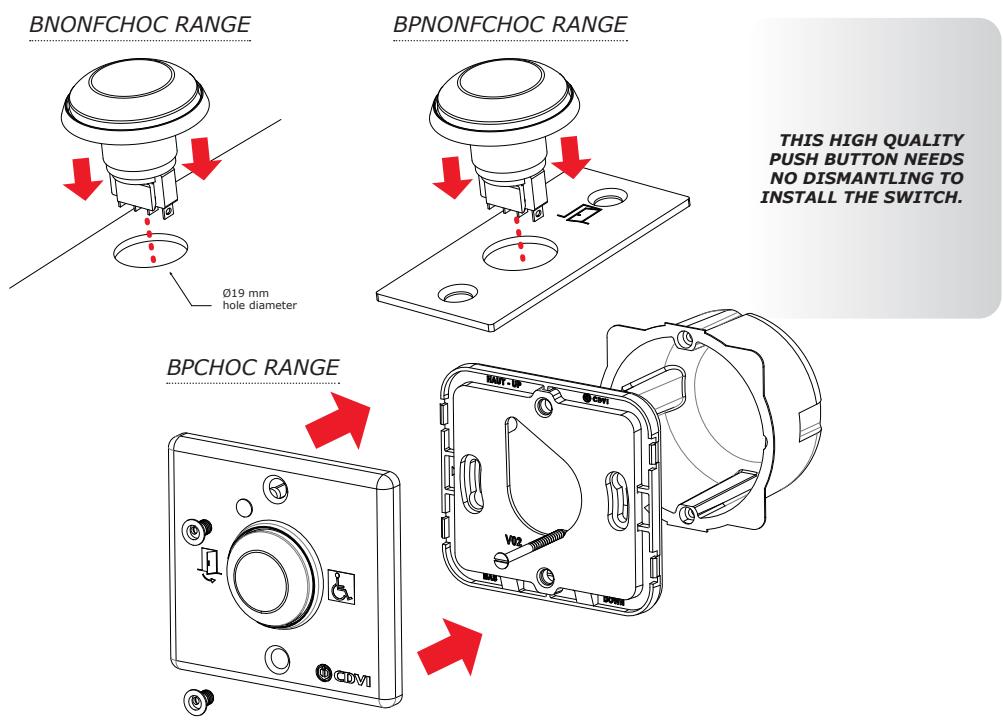 BNONFCHOC RANGE
BPNONFCHOC RANGE
THIS HIGH QUALITY
PUSH BUTTON NEEDS
NO DISMANTLING TO
INSTALL THE SWITCH.
Ø19 mm
hole diameter
BPCHOC RANGE
HAUT - UP
CDVI
V02
BAS
DOWN
CDVI